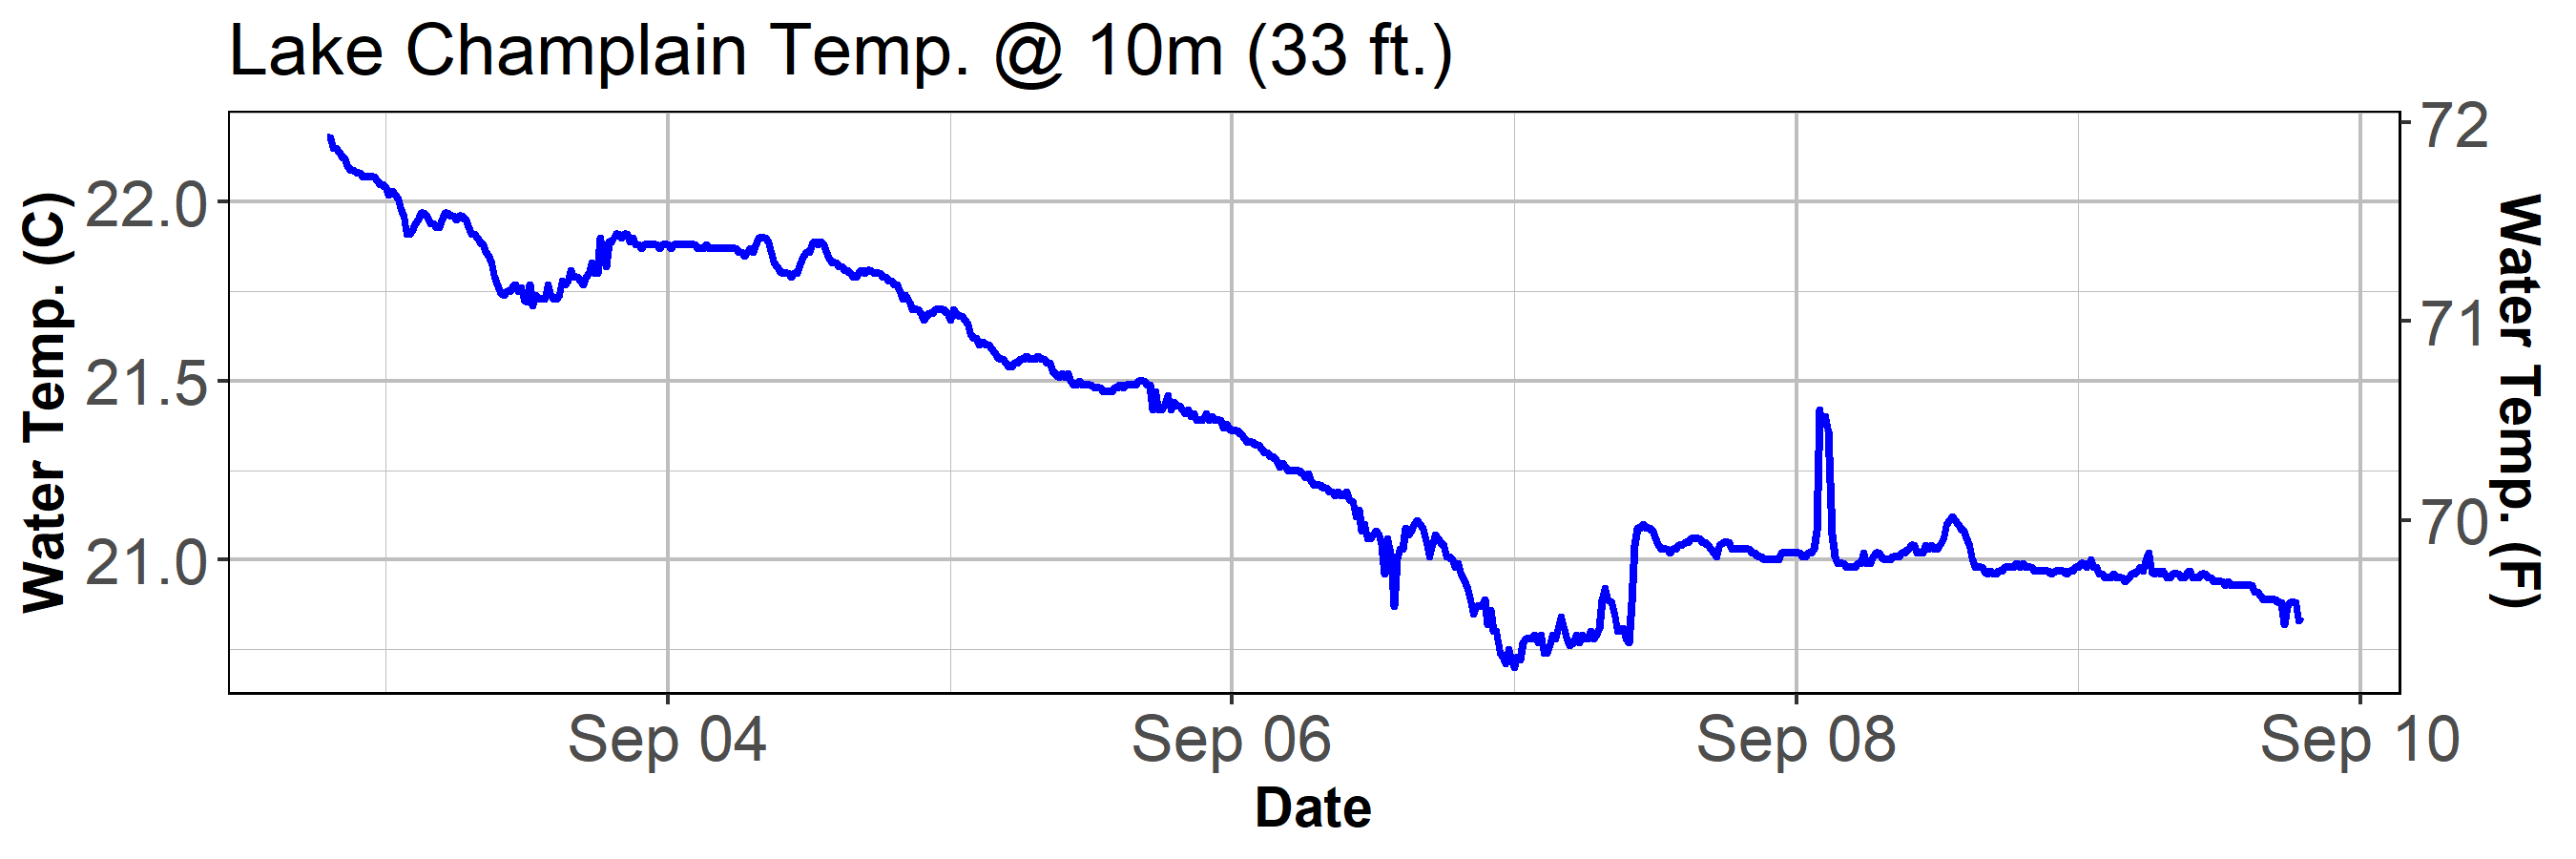 Lake Champlain Temp. @ 10m (33 ft.)
Water Temp. (C)
22.0
21.5
21.0
72
71
70
Water Temp. (F)
Sep 04 Sep 06 Sep 08 Sep 10
Date